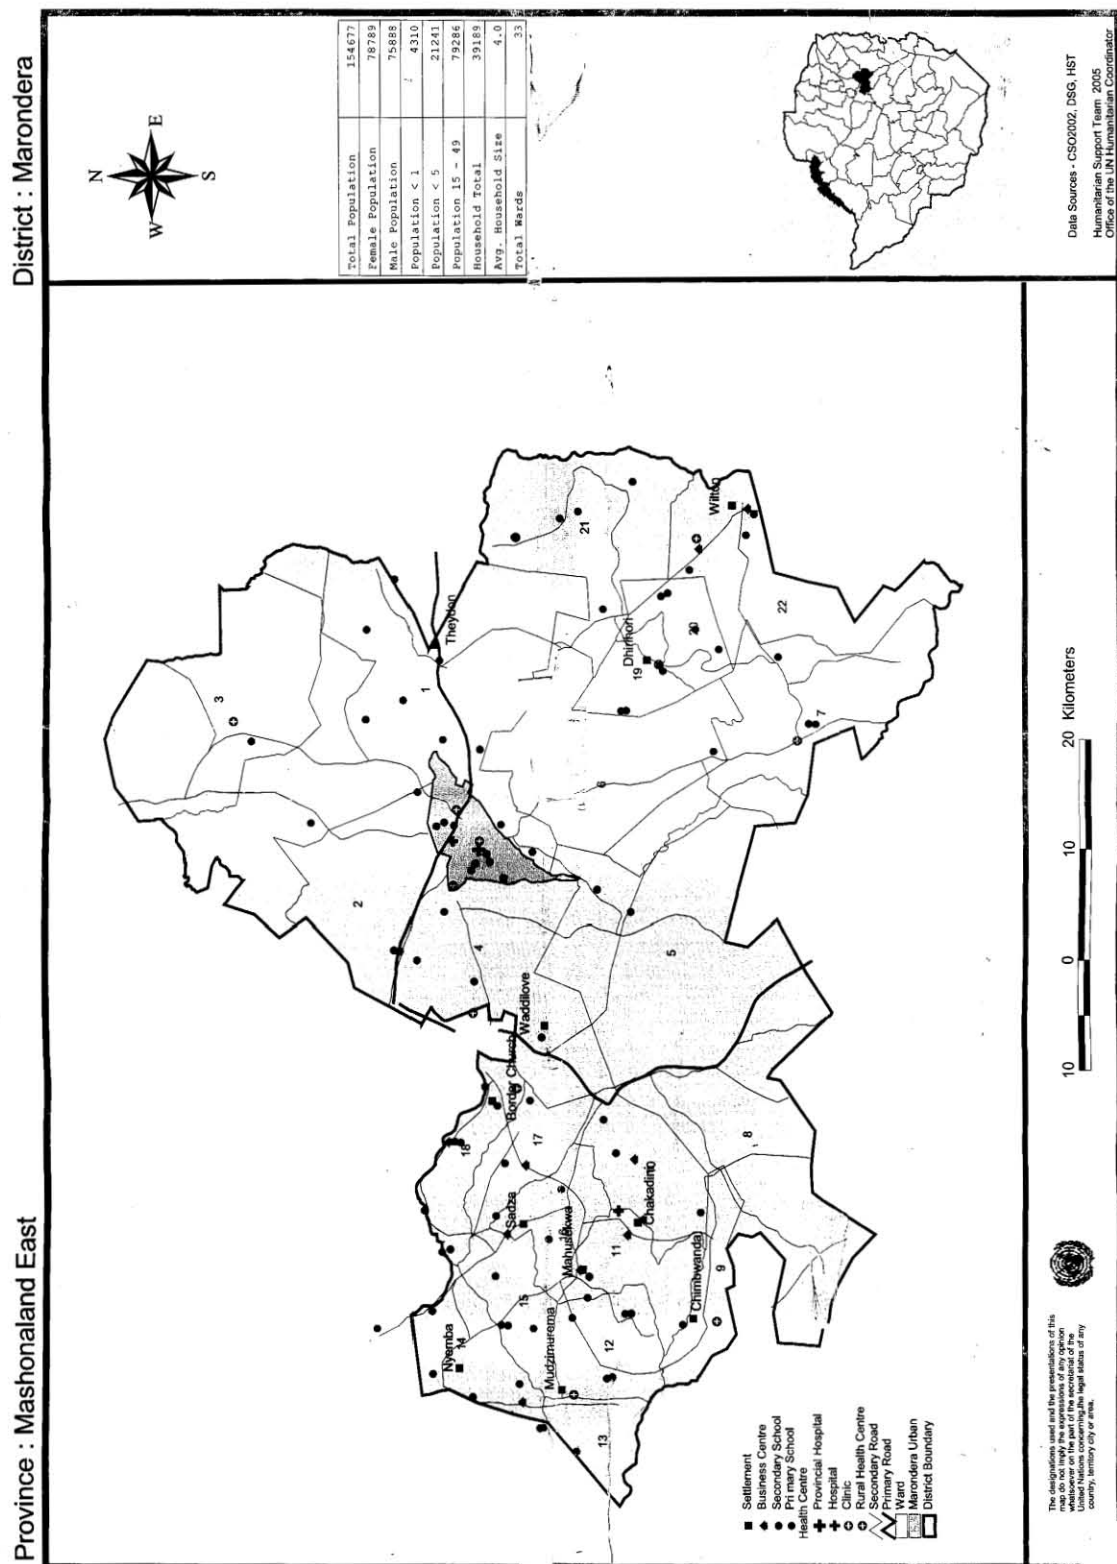 Province : Mashonaland East
District : Marondera
N
W
E
S
Total Population 154677
Female Population 78789
Male Population 75888
Population < 1 4310
Population < 5 21241
Population 15 - 49 79286
Household Total 39189
Avg. Household Size 4.0
Total Wards 33
3
2
1
Theydon
4
Waddilove
Border Church
18
17
Sadza
Nyemba
14
15
16
Mahusekwa
Mudzimurema
12
13
11
Chakadinio
Chimbwanda
9
8
5
6
7
19
Dhirihori
20
21
Wilton
22
Settlement
Business Centre
Secondary School
Pri mary School
Health Centre
Provincial Hospital
Hospital
Clinic
Rural Health Centre
Secondary Road
Primary Road
Ward
Marondera Urban
District Boundary
10 0 10 20 Kilometers
The designations used and the presentations of this
map do not imply the expressions of any opinion
whatsoever on the part of the secretariat of the
United Nations concerning the legal status of any
country, territory city or area.
Data Sources - CSO2002, DSG, HST
Humanitarian Support Team 2005
Office of the UN Humanitarian Coordinator